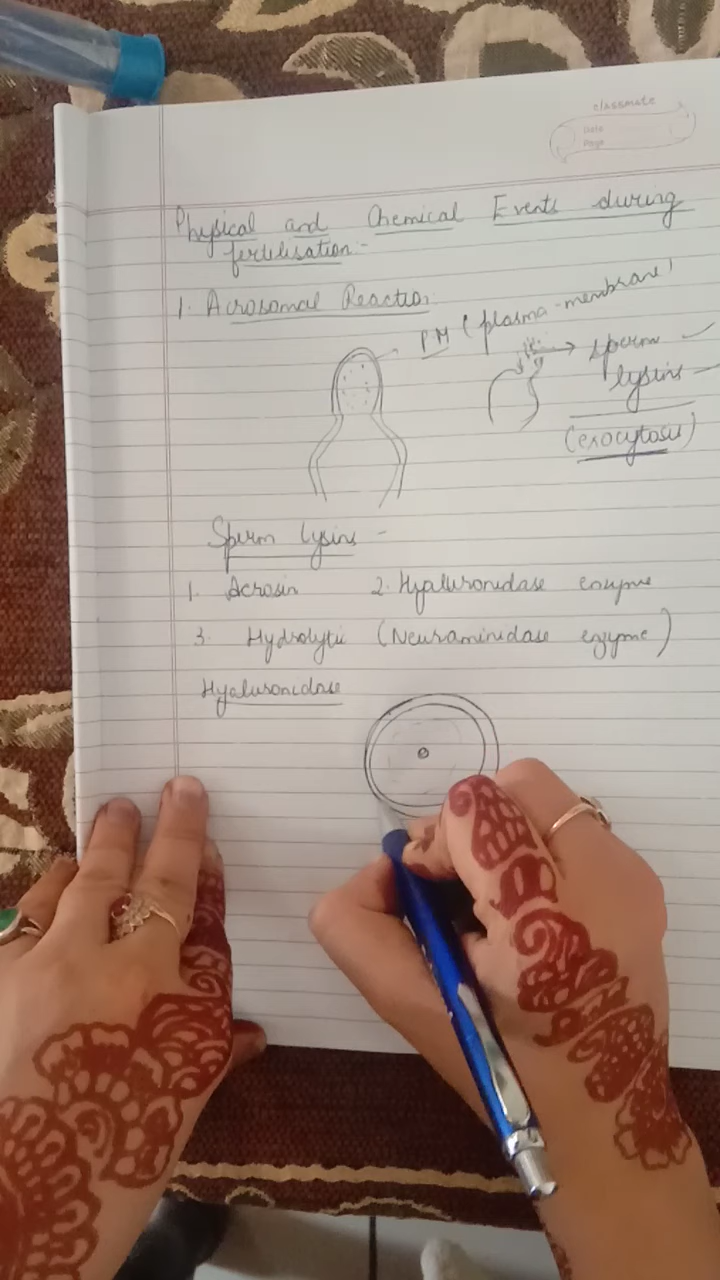 classmate
Date
Page
Physical and Chemical Events during
fertilisation:-
1. Acrosomal Reaction:
PM (plasma-membrane)
sperm
lysins
(exocytosis)
Sperm lysins -
1. Acrosin 2. Hyaluronidase enzyme
3. Hydrolytic (Neuraminidase enzyme)
Hyaluronidase